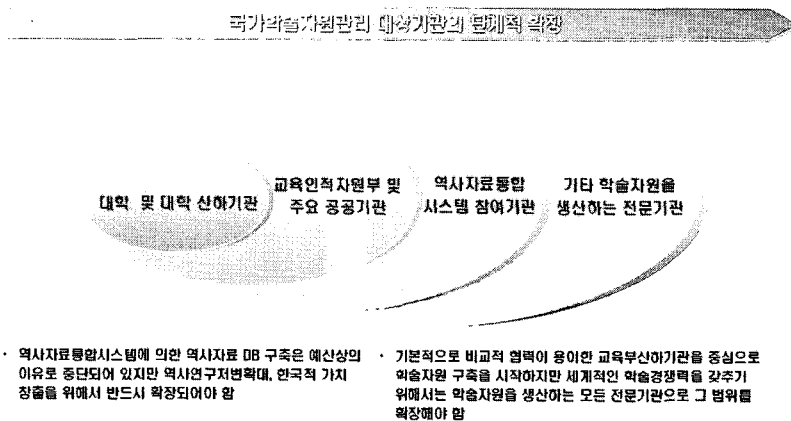 국가학술자원관리 대상기관의 단계적 확장
대학 및 대학 산하기관
교육인적자원부 및
주요 공공기관
역사자료통합
시스템 참여기관
기타 학술자원을
생산하는 전문기관
· 역사자료통합시스템에 의한 역사자료 DB 구축은 예산상의
이유로 중단되어 있지만 역사연구저변확대, 한국적 가치
창출을 위해서 반드시 확장되어야 함
· 기본적으로 비교적 협력이 용이한 교육부산하기관을 중심으로
학술자원 구축을 시작하지만 세계적인 학술경쟁력을 갖추기
위해서는 학술자원을 생산하는 모든 전문기관으로 그 범위를
확장해야 함